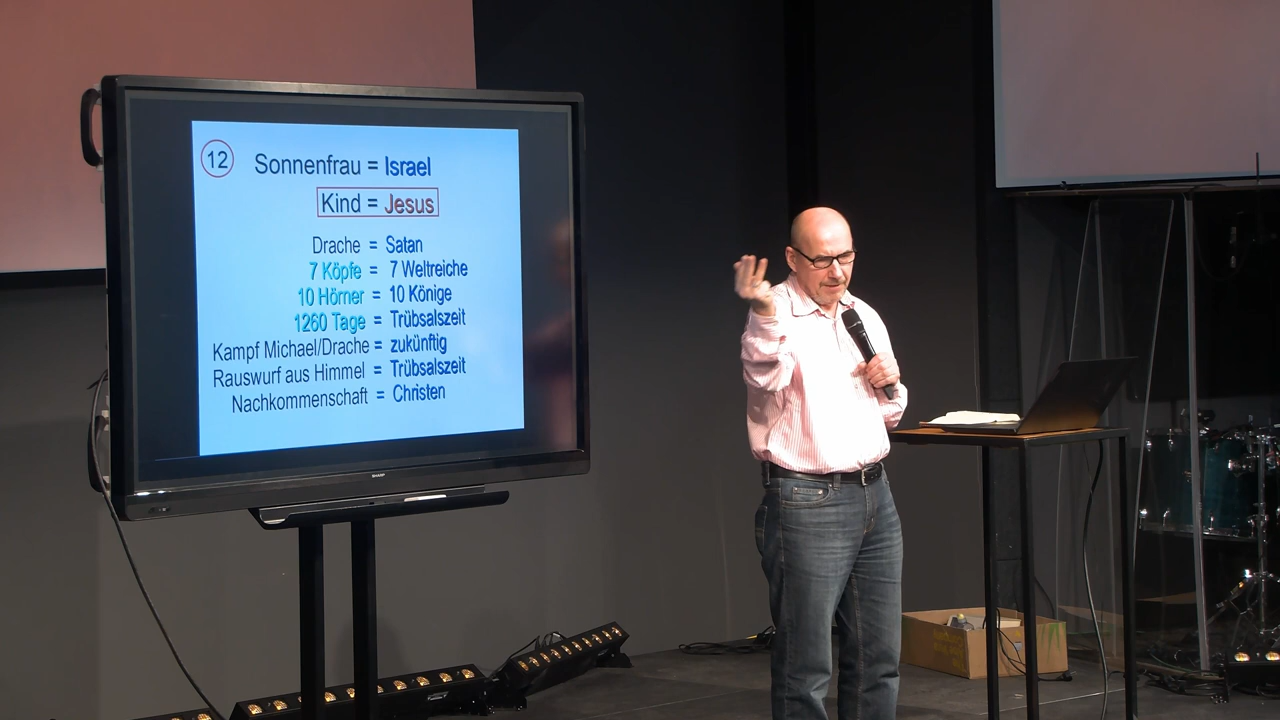 12
Sonnenfrau = Israel
Kind = Jesus
Drache = Satan
7 Köpfe = 7 Weltreiche
10 Hörner = 10 Könige
1260 Tage = Trübsalszeit
Kampf Michael/Drache = zukünftig
Rauswurf aus Himmel = Trübsalszeit
Nachkommenschaft = Christen
SHARP